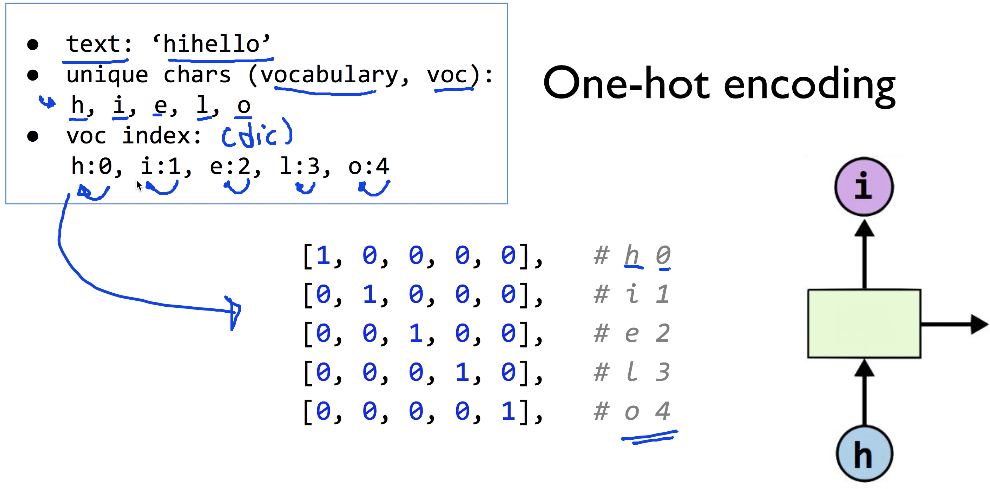 • text: ‘hihello’
• unique chars (vocabulary, voc):
h, i, e, l, o
• voc index: (dic)
h:0, i:1, e:2, l:3, o:4
One-hot encoding
[1, 0, 0, 0, 0], # h 0
[0, 1, 0, 0, 0], # i 1
[0, 0, 1, 0, 0], # e 2
[0, 0, 0, 1, 0], # l 3
[0, 0, 0, 0, 1], # o 4
i
h